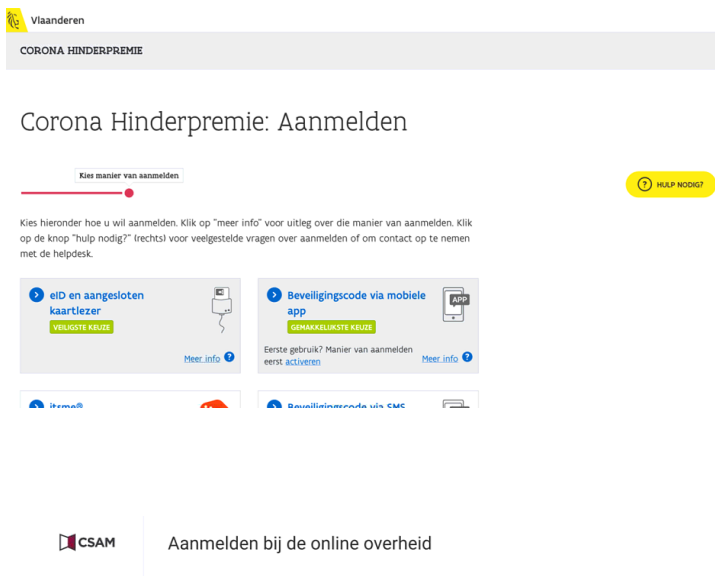 Vlaanderen
CORONA HINDERPREMIE
Corona Hinderpremie: Aanmelden
Kies manier van aanmelden
HULP NODIG?
Kies hieronder hoe u wil aanmelden. Klik op "meer info" voor uitleg over die manier van aanmelden. Klik
op de knop "hulp nodig?" (rechts) voor veelgestelde vragen over aanmelden of om contact op te nemen
met de helpdesk.
eID en aangesloten
kaartlezer
VEILIGSTE KEUZE
Meer info
Beveiligingscode via mobiele
app
APP
GEMAKKELIJKSTE KEUZE
Eerste gebruik? Manier van aanmelden
eerst activeren
Meer info
itsme®
Beveiligingscode via SMS
CSAM
Aanmelden bij de online overheid